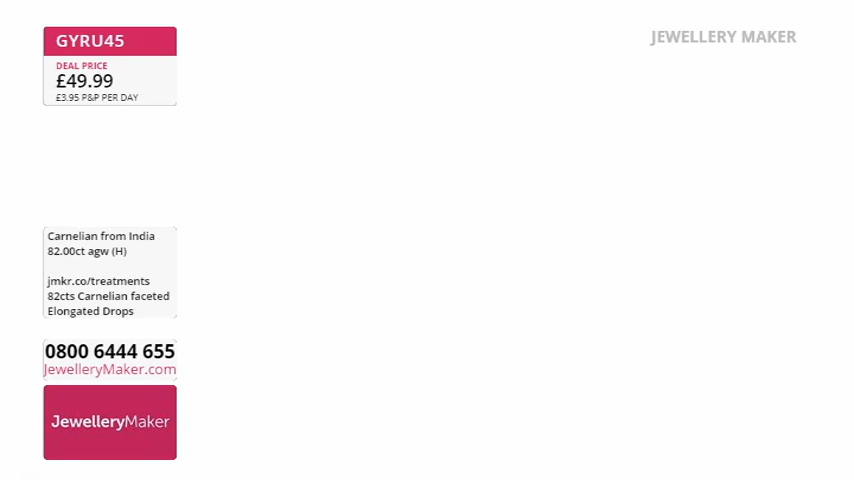 GYRU45
JEWELLERY MAKER
DEAL PRICE
£49.99
£3.95 P&P PER DAY
Carnelian from India
82.00ct agw (H)
jmkr.co/treatments
82cts Carnelian faceted
Elongated Drops
0800 6444 655
JewelleryMaker.com
JewelleryMaker